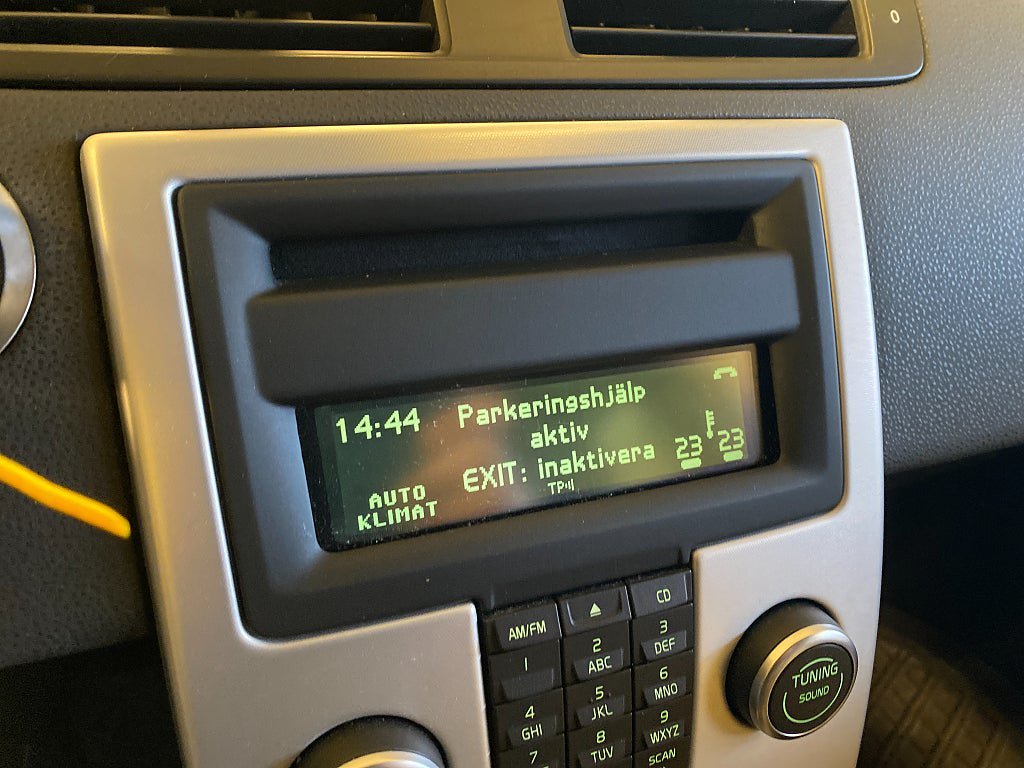 0
14:44
Parkeringshjälp
aktiv
EXIT: inaktivera
23 23
TP
AUTO
KLIMAT
AM/FM
CD
1
2
ABC
3
DEF
4
GHI
5
JKL
6
MNO
7
8
TUV
9
WXYZ
SCAN
TUNING
SOUND